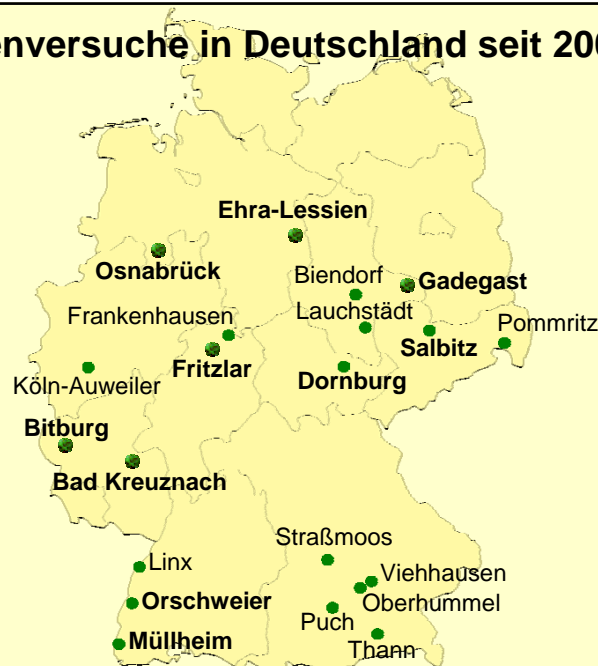 nversuche in Deutschland seit 20
Ehra-Lessien
Osnabrück
Biendorf
Gadegast
Frankenhausen
Lauchstädt
Pommritz
Salbitz
Fritzlar
Dornburg
Köln-Auweiler
Bitburg
Bad Kreuznach
Straßmoos
Linx
Viehhausen
Orschweier
Oberhummel
Puch
Müllheim
Thann